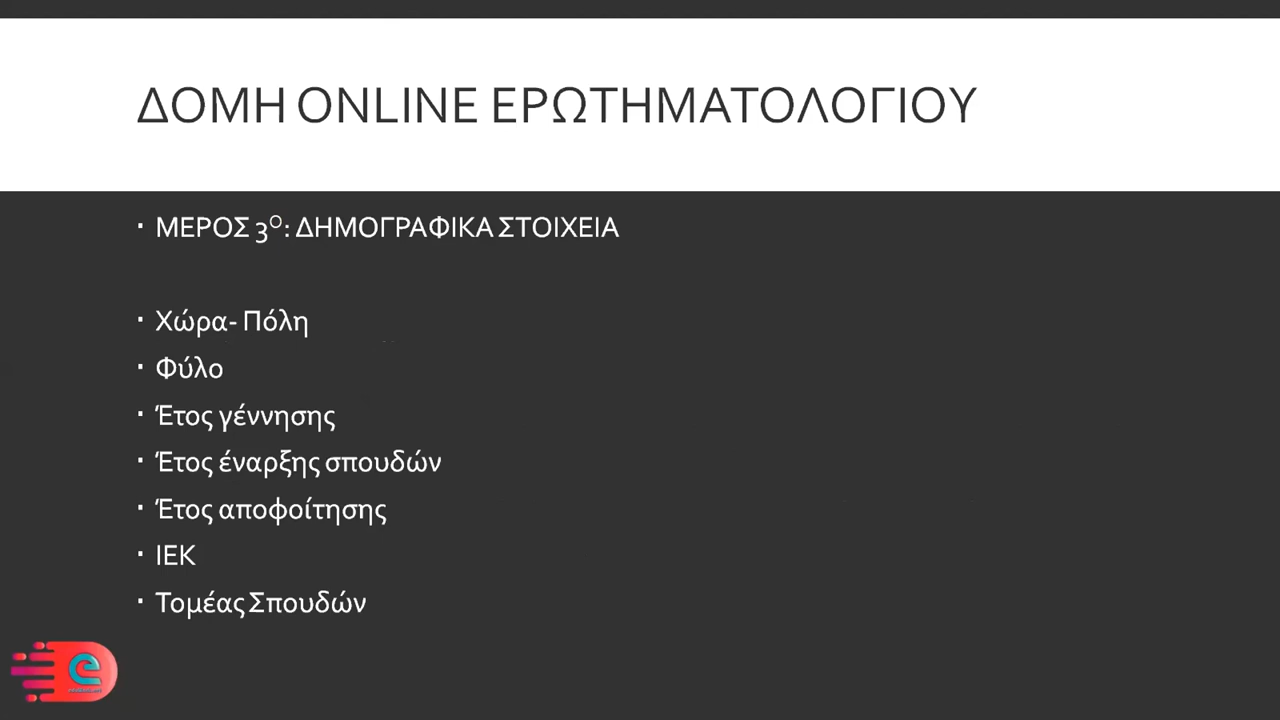 ΔΟΜΗ ONLINE ΕΡΩΤΗΜΑΤΟΛΟΓΙΟΥ
▪ ΜΕΡΟΣ 3Ο: ΔΗΜΟΓΡΑΦΙΚΑ ΣΤΟΙΧΕΙΑ
▪ Χώρα- Πόλη
▪ Φύλο
▪ Έτος γέννησης
▪ Έτος έναρξης σπουδών
▪ Έτος αποφοίτησης
▪ ΙΕΚ
▪ Τομέας Σπουδών